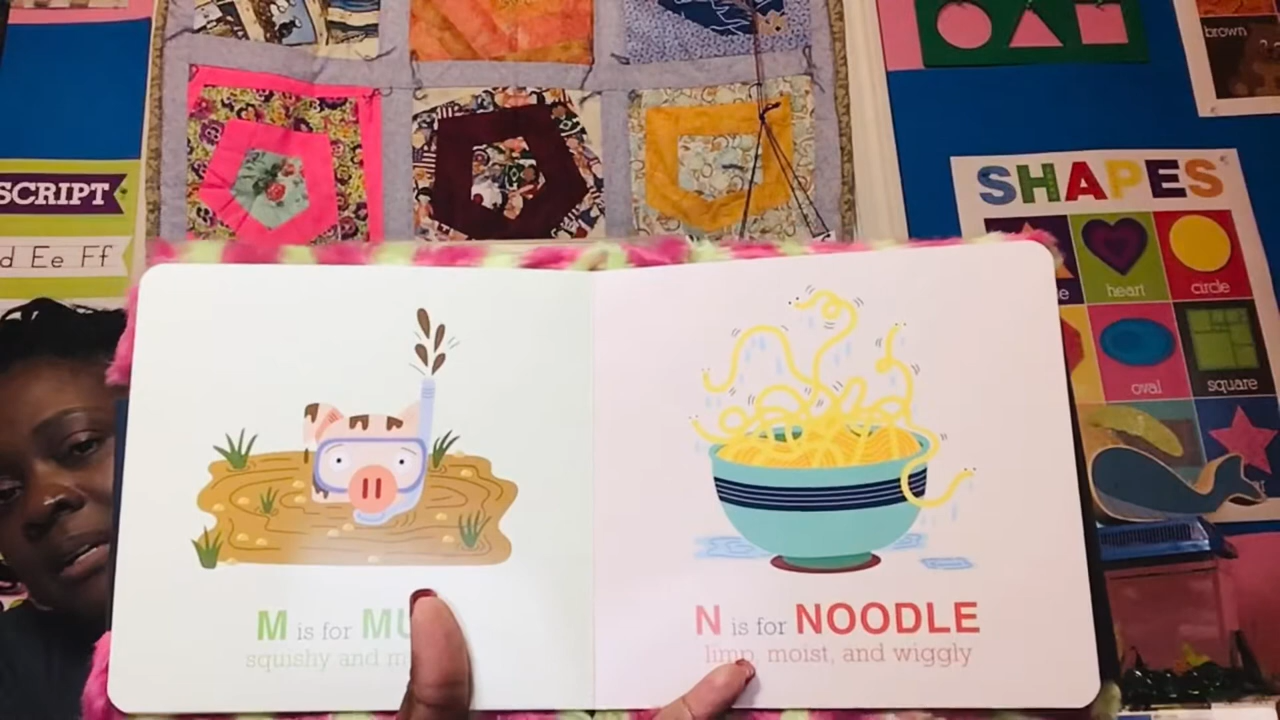 brown
SCRIPT
d Ee Ff
SHAPES
heart
circle
oval
square
M is for MU
squishy and m
N is for NOODLE
limp, moist, and wiggly